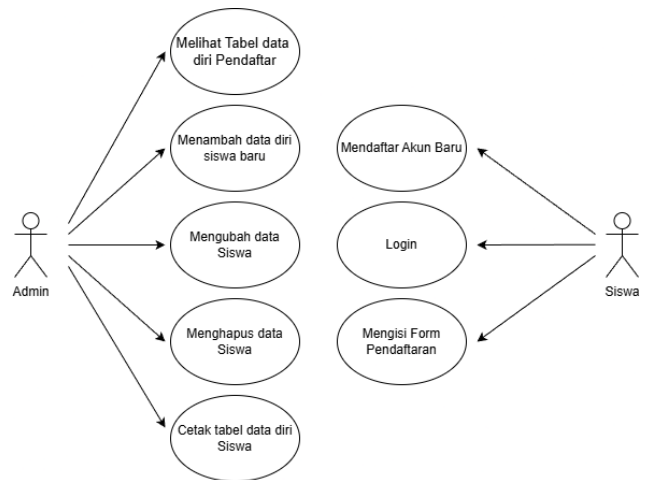 Melihat Tabel data
diri Pendaftar
Menambah data diri
siswa baru
Mendaftar Akun Baru
Mengubah data
Siswa
Login
Admin
Siswa
Menghapus data
Siswa
Mengisi Form
Pendaftaran
Cetak tabel data diri
Siswa